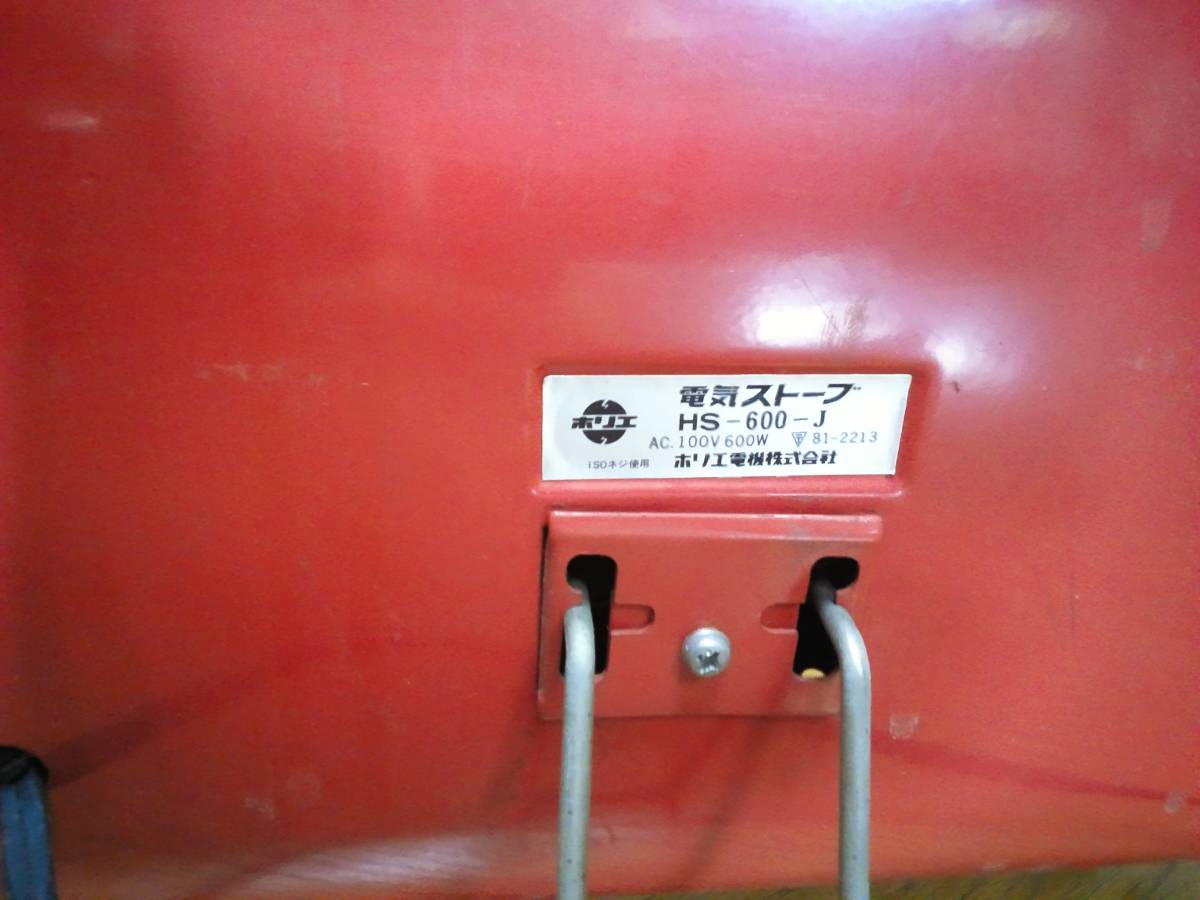 ホリエ
電気ストーブ
HS-600-J
AC.100V 600W 〒 81-2213
ISOネジ使用 ホリエ電機株式会社